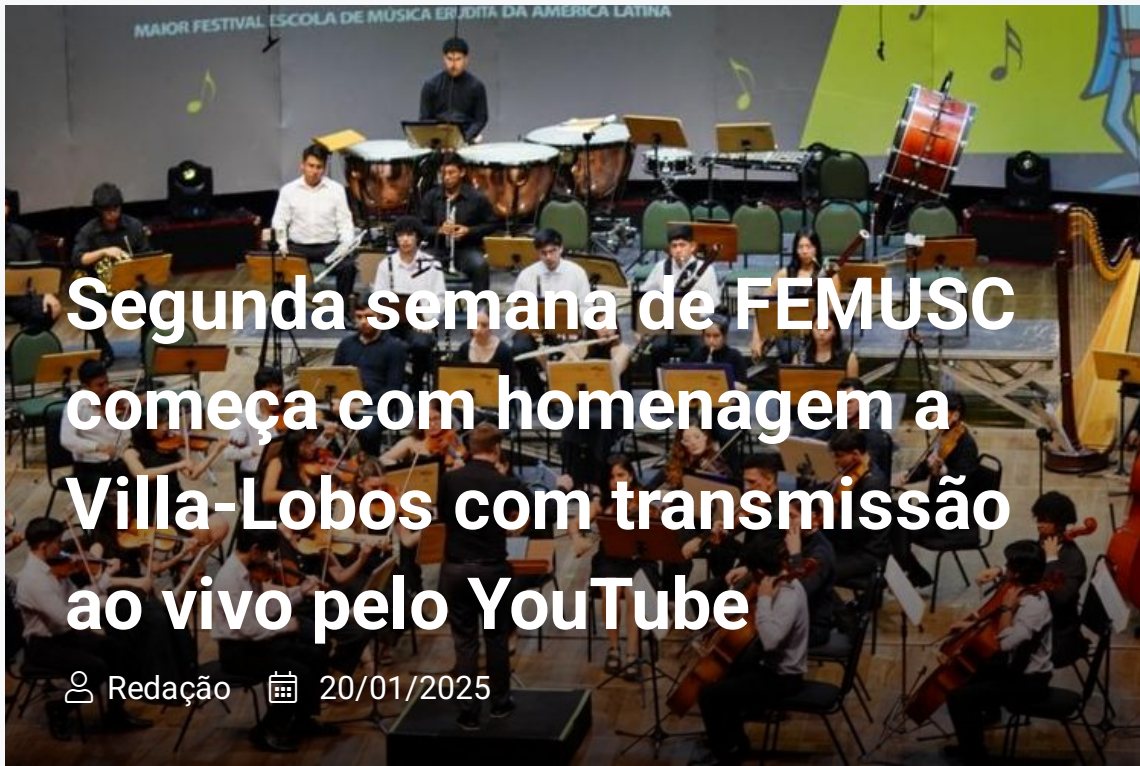 MAIOR FESTIVAL ESCOLA DE MÚSICA ERUDITA DA AMÉRICA LATINA
Segunda semana de FEMUSC
começa com homenagem a
Villa-Lobos com transmissão
ao vivo pelo YouTube
Redação 20/01/2025